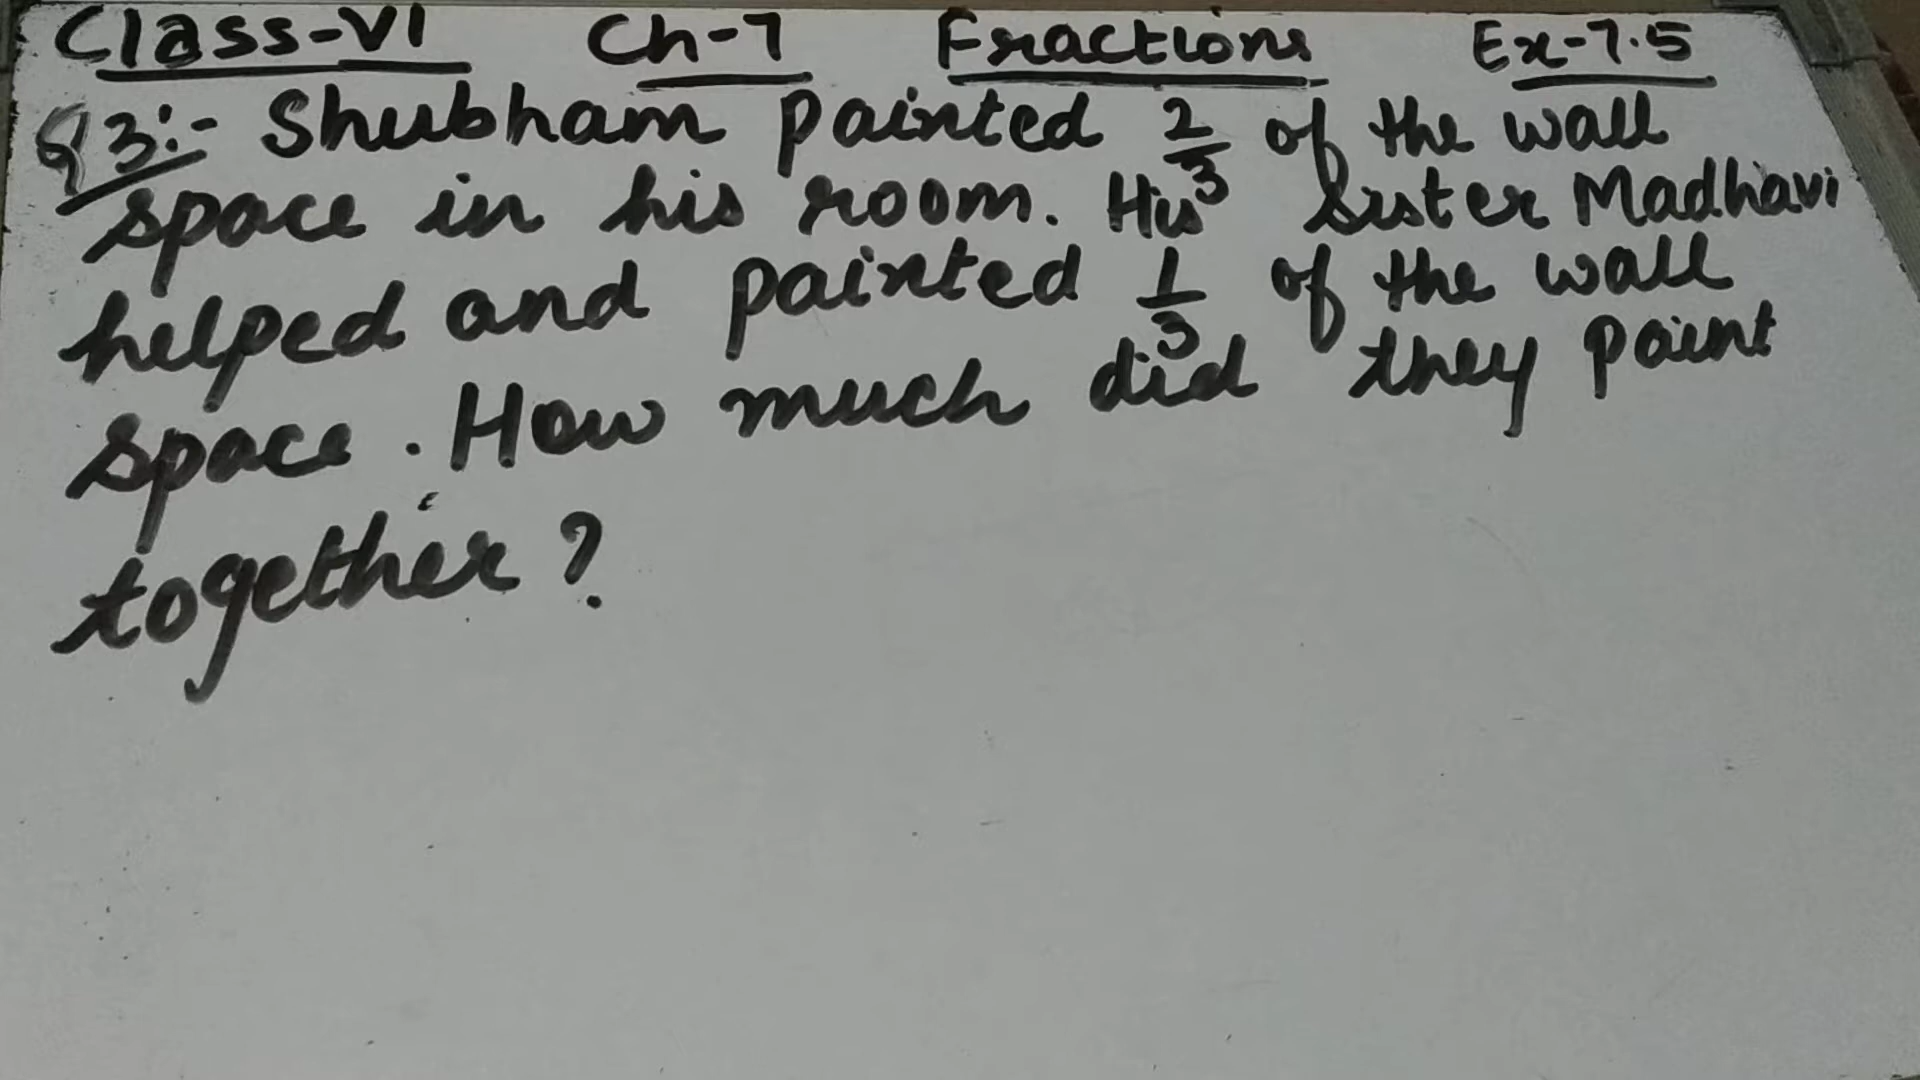 Class-VI Ch-7 Fractions Ex-7.5
Q3:- Shubham painted 2/3 of the wall
space in his room. His sister Madhavi
helped and painted 1/3 of the wall
space. How much did they paint
together?